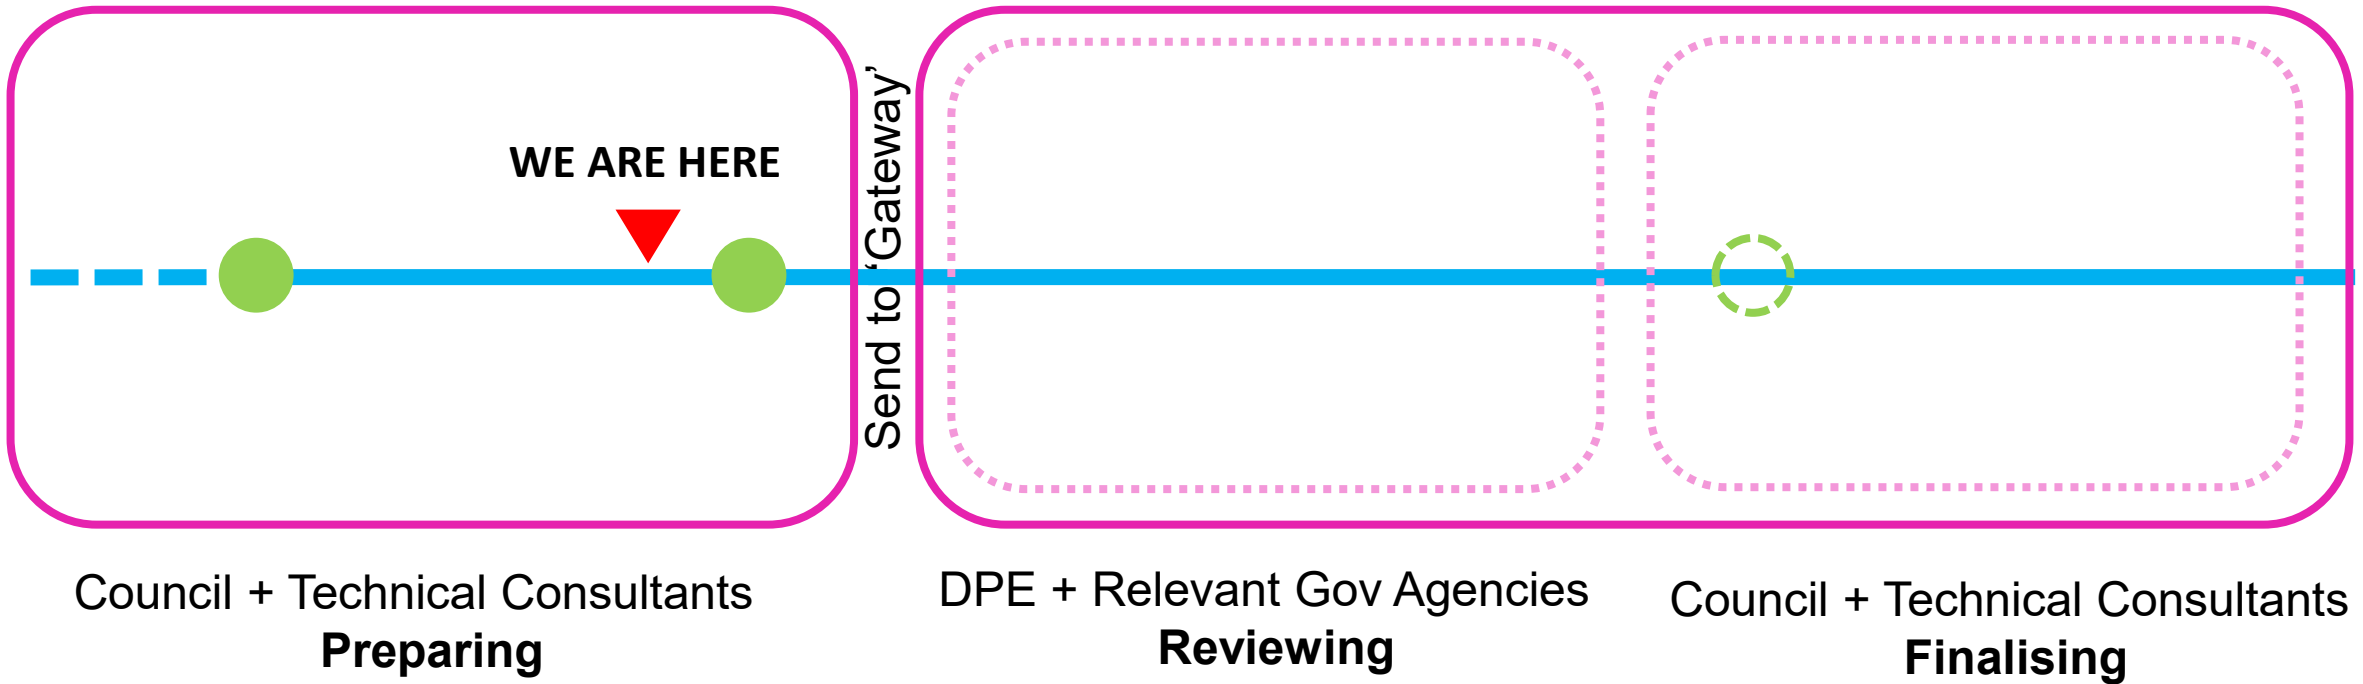 WE ARE HERE
Send to ‘Gateway’
Council + Technical Consultants
Preparing
DPE + Relevant Gov Agencies
Reviewing
Council + Technical Consultants
Finalising